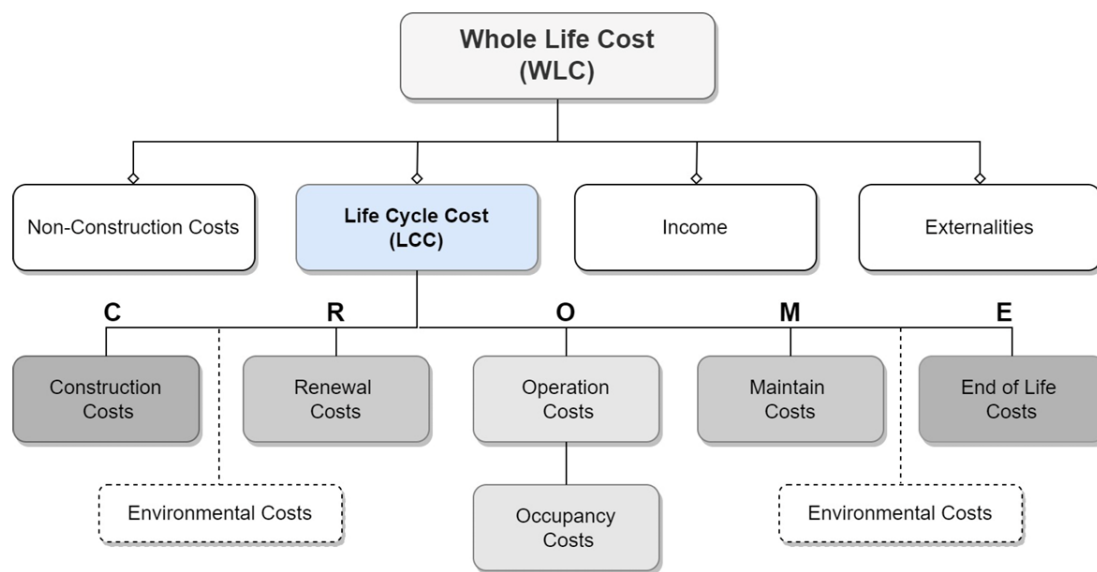 Whole Life Cost
(WLC)
Non-Construction Costs
Life Cycle Cost
(LCC)
Income
Externalities
C
R
O
M
E
Construction
Costs
Renewal
Costs
Operation
Costs
Maintain
Costs
End of Life
Costs
Environmental Costs
Occupancy
Costs
Environmental Costs